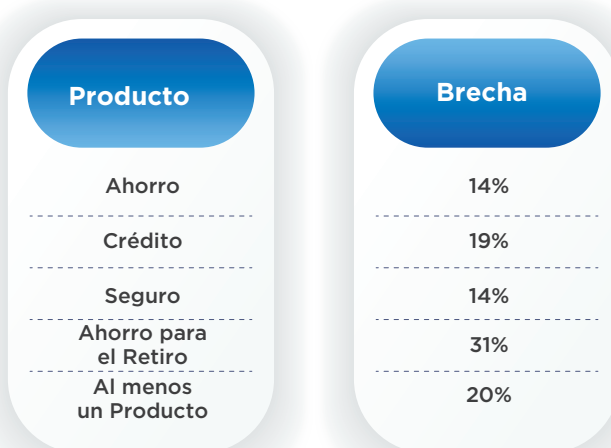 Producto
Brecha
Ahorro
14%
Crédito
19%
Seguro
14%
Ahorro para
el Retiro
31%
Al menos
un Producto
20%